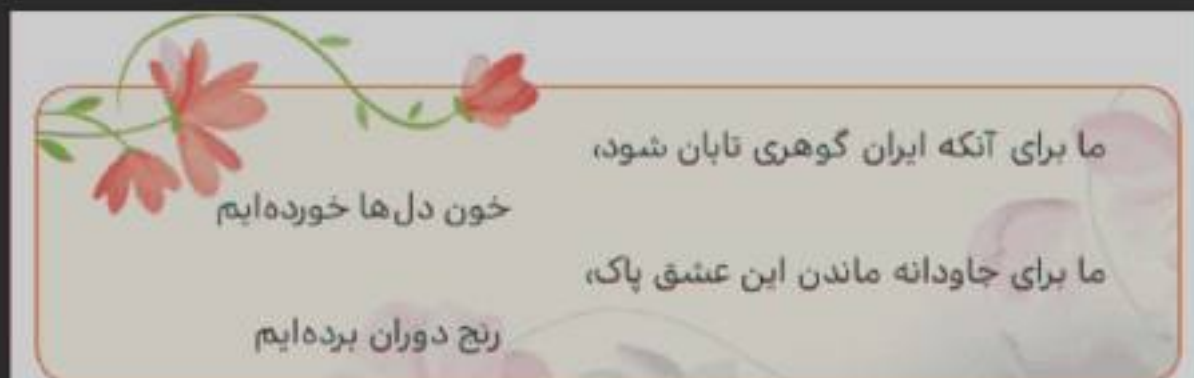 ما برای آنکه ایران گوهری تابان شود،
خون دل‌ها خورده‌ایم
ما برای جاودانه ماندن این عشق پاک،
رنج دوران برده‌ایم